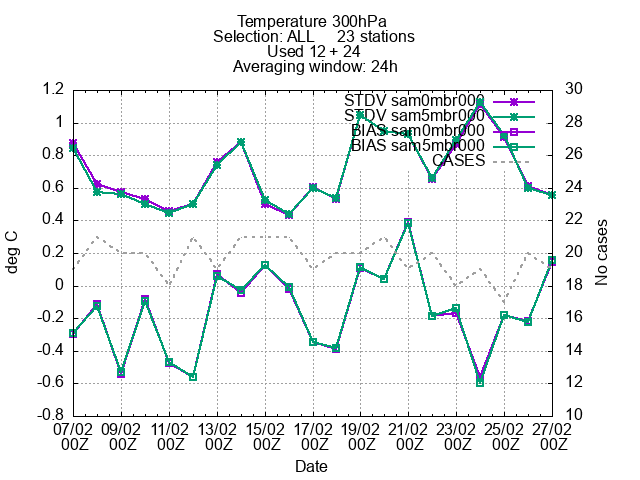 Temperature 300hPa
Selection: ALL 23 stations
Used 12 + 24
Averaging window: 24h
STDV sam0mbr000
STDV sam5mbr000
BIAS sam0mbr000
BIAS sam5mbr000
CASES
deg C
1.2
1
0.8
0.6
0.4
0.2
0
-0.2
-0.4
-0.6
-0.8
No cases
30
28
26
24
22
20
18
16
14
12
10
07/02 09/02 11/02 13/02 15/02 17/02 19/02 21/02 23/02 25/02 27/02
00Z 00Z 00Z 00Z 00Z 00Z 00Z 00Z 00Z 00Z 00Z
Date